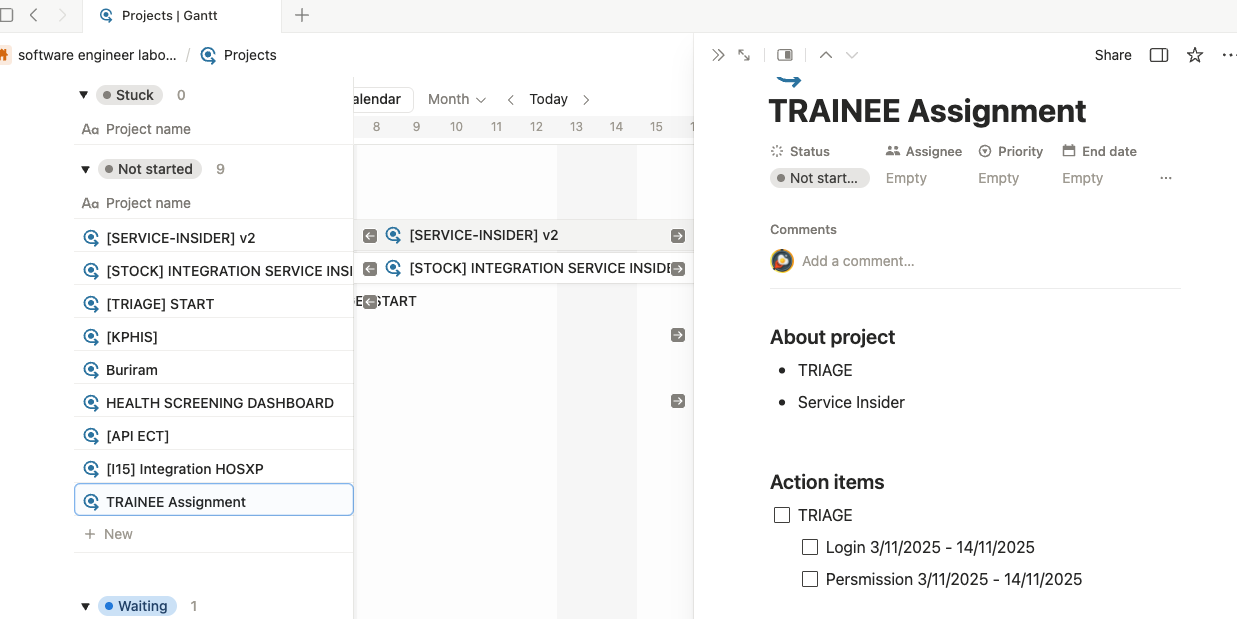 Projects | Gantt
software engineer labo... / Projects
Share
Stuck 0
Aa Project name
Not started 9
Aa Project name
[SERVICE-INSIDER] v2
[STOCK] INTEGRATION SERVICE INSI
[TRIAGE] START
[KPHIS]
Buriram
HEALTH SCREENING DASHBOARD
[API ECT]
[I15] Integration HOSXP
TRAINEE Assignment
+ New
Waiting 1
alendar
Month
Today
8 9 10 11 12 13 14 15 1
[SERVICE-INSIDER] v2
[STOCK] INTEGRATION SERVICE INSIDE
START
TRAINEE Assignment
Status Assignee Priority End date
Not start... Empty Empty Empty
Comments
Add a comment...
About project
• TRIAGE
• Service Insider
Action items
TRIAGE
Login 3/11/2025 - 14/11/2025
Persmission 3/11/2025 - 14/11/2025